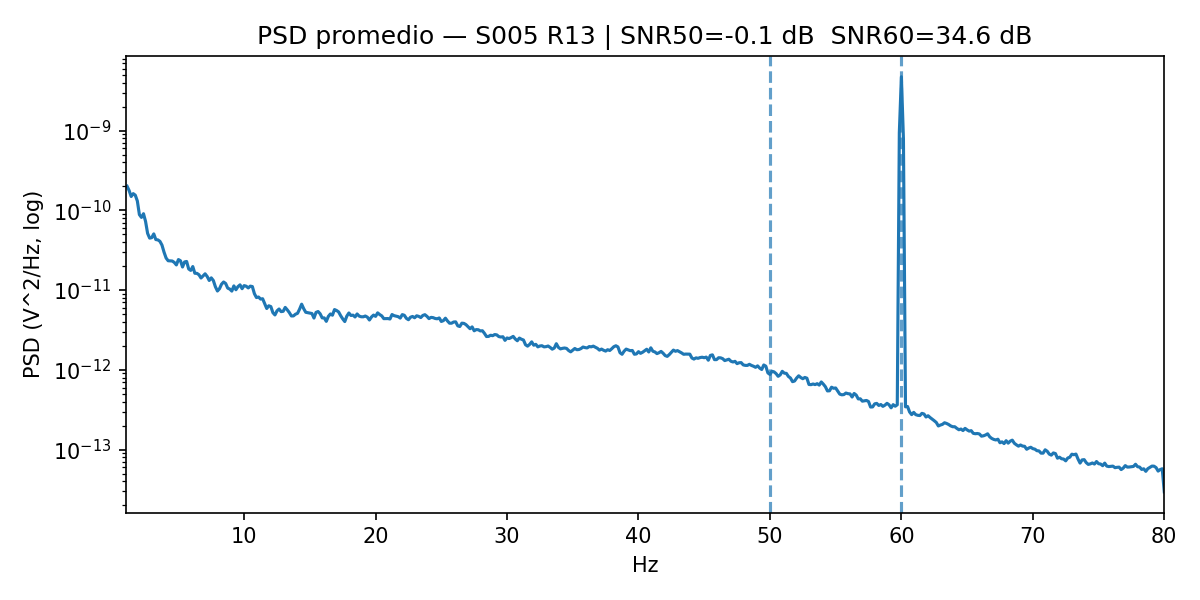 PSD promedio — S005 R13 | SNR50=-0.1 dB  SNR60=34.6 dB
PSD (V^2/Hz, log)
10⁻⁹
10⁻¹⁰
10⁻¹¹
10⁻¹²
10⁻¹³
10 20 30 40 50 60 70 80
Hz